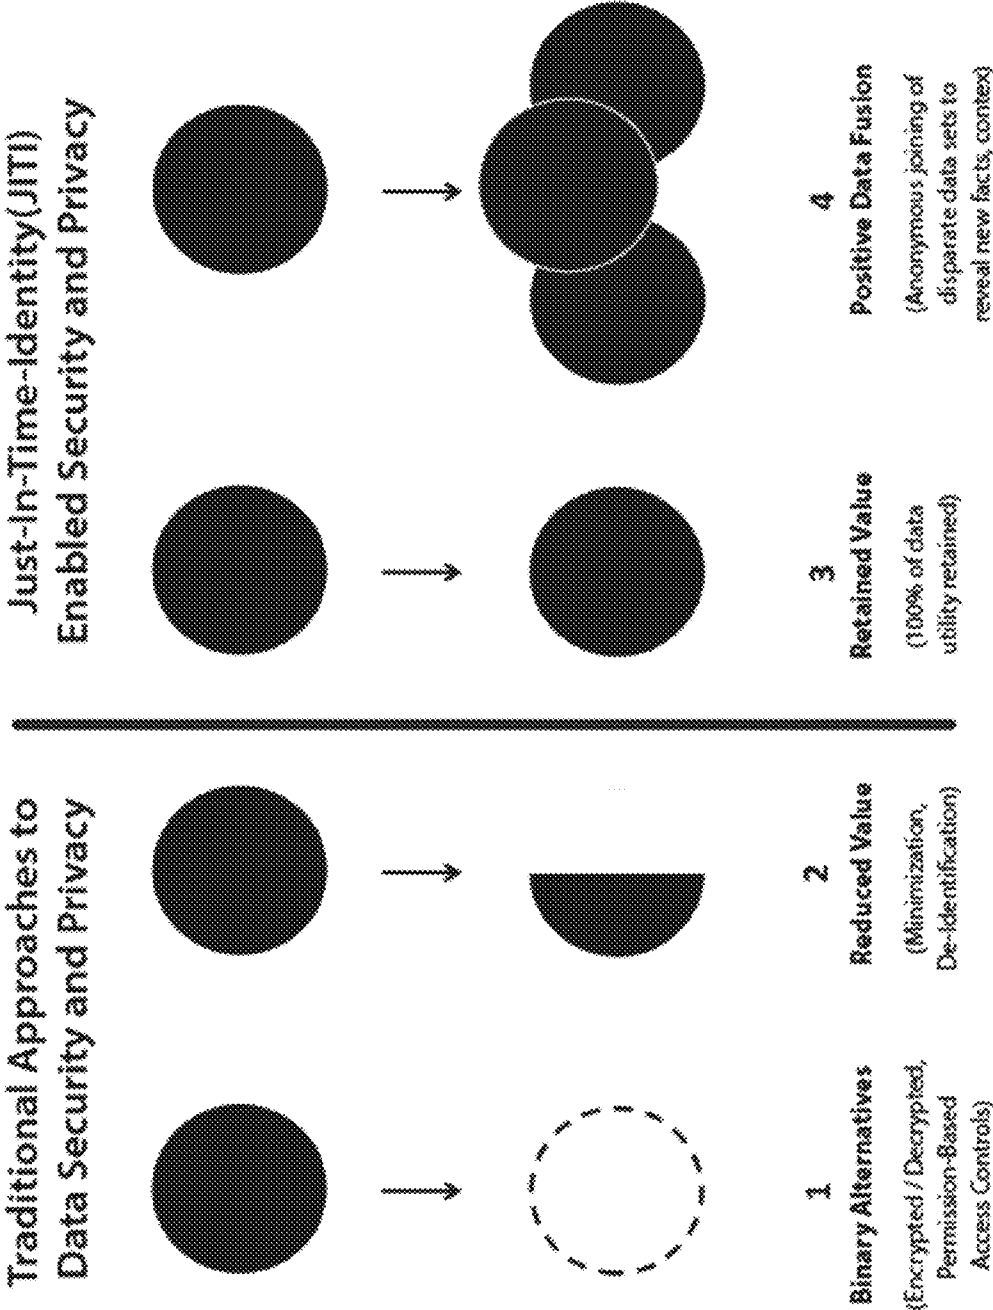 Traditional Approaches to
Data Security and Privacy
Just-In-Time-Identity(JITI)
Enabled Security and Privacy
1
Binary Alternatives
(Encrypted / Decrypted,
Permission-Based
Access Controls)
2
Reduced Value
(Minimization,
De-Identification)
3
Retained Value
(100% of data
utility retained)
4
Positive Data Fusion
(Anonymous joining of
disparate data sets to
reveal new facts, contex)